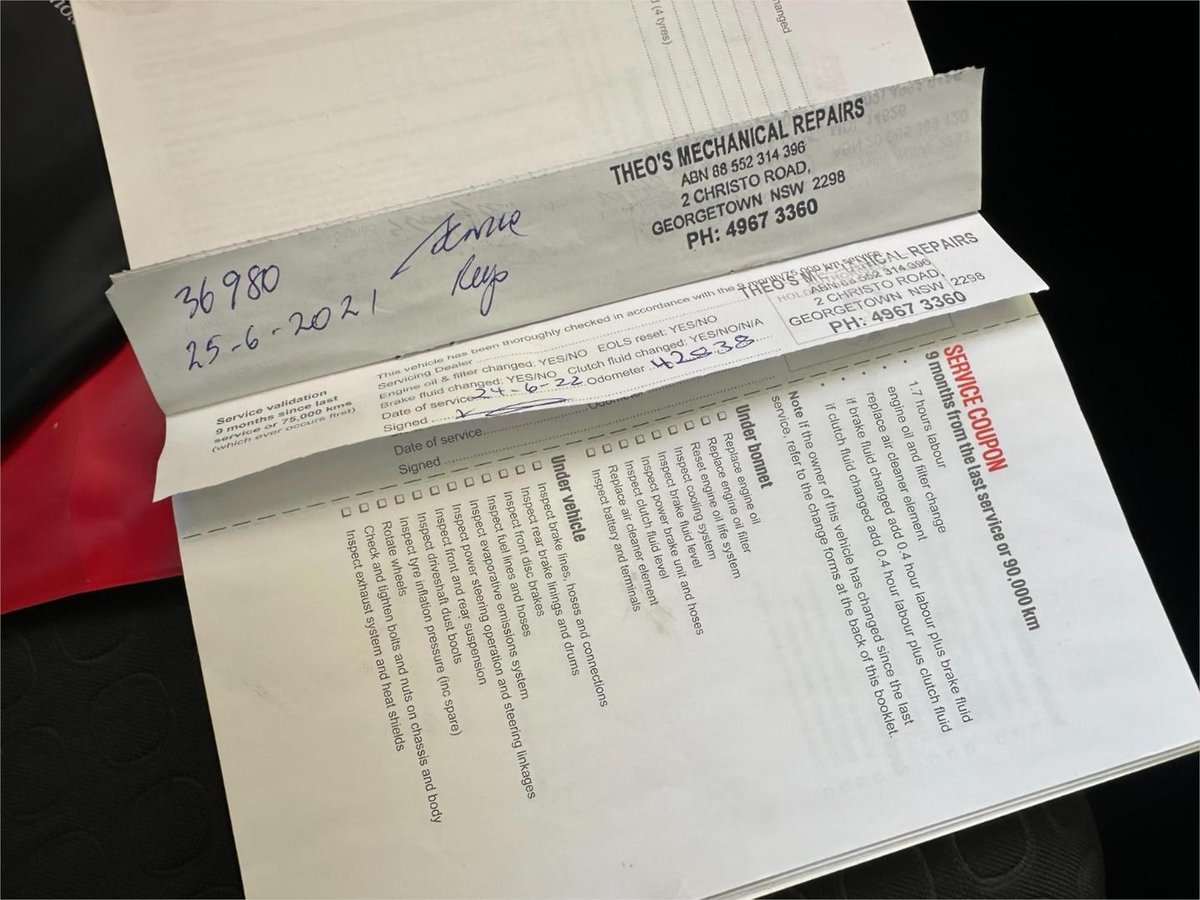 hanged
d (4 tyres)
THEO'S MECHANICAL REPAIRS
ABN 88 552 314 396
2 CHRISTO ROAD,
GEORGETOWN NSW 2298
PH: 4967 3360
36980
25-6-2021
Service validation
9 months since last
service or 75,000 kms
(which ever occurs first)
This vehicle has been thoroughly checked in accordance with the 9 month/75,000 km service
Servicing Dealer
Engine oil & filter changed: YES/NO EOLS reset: YES/NO
Brake fluid changed: YES/NO Clutch fluid changed: YES/NO/N/A
Date of service 24-6-22 Odometer
Signed
THEO'S MECHANICAL REPAIRS
ABN 88 552 314 396
2 CHRISTO ROAD,
GEORGETOWN NSW 2298
PH: 4967 3360
Date of service
Signed
SERVICE COUPON
9 months from the last service or 90,000 km
• 1.7 hours labour
• engine oil and filter change
• replace air cleaner element
• if brake fluid changed add 0.4 hour labour plus brake fluid
• if clutch fluid changed add 0.4 hour labour plus clutch fluid
Note If the owner of this vehicle has changed since the last
service, refer to the change forms at the back of this booklet.
Under bonnet
Replace engine oil
Replace engine oil filter
Reset engine oil life system
Inspect cooling system
Inspect brake fluid level
Inspect power brake unit and hoses
Inspect clutch fluid level
Replace air cleaner element
Inspect battery and terminals
Under vehicle
Inspect brake lines, hoses and connections
Inspect rear brake linings and drums
Inspect front disc brakes
Inspect fuel lines and hoses
Inspect evaporative emissions system
Inspect power steering operation and steering linkages
Inspect front and rear suspension
Inspect driveshaft dust boots
Inspect tyre inflation pressure (inc spare)
Rotate wheels
Check and tighten bolts and nuts on chassis and body
Inspect exhaust system and heat shields